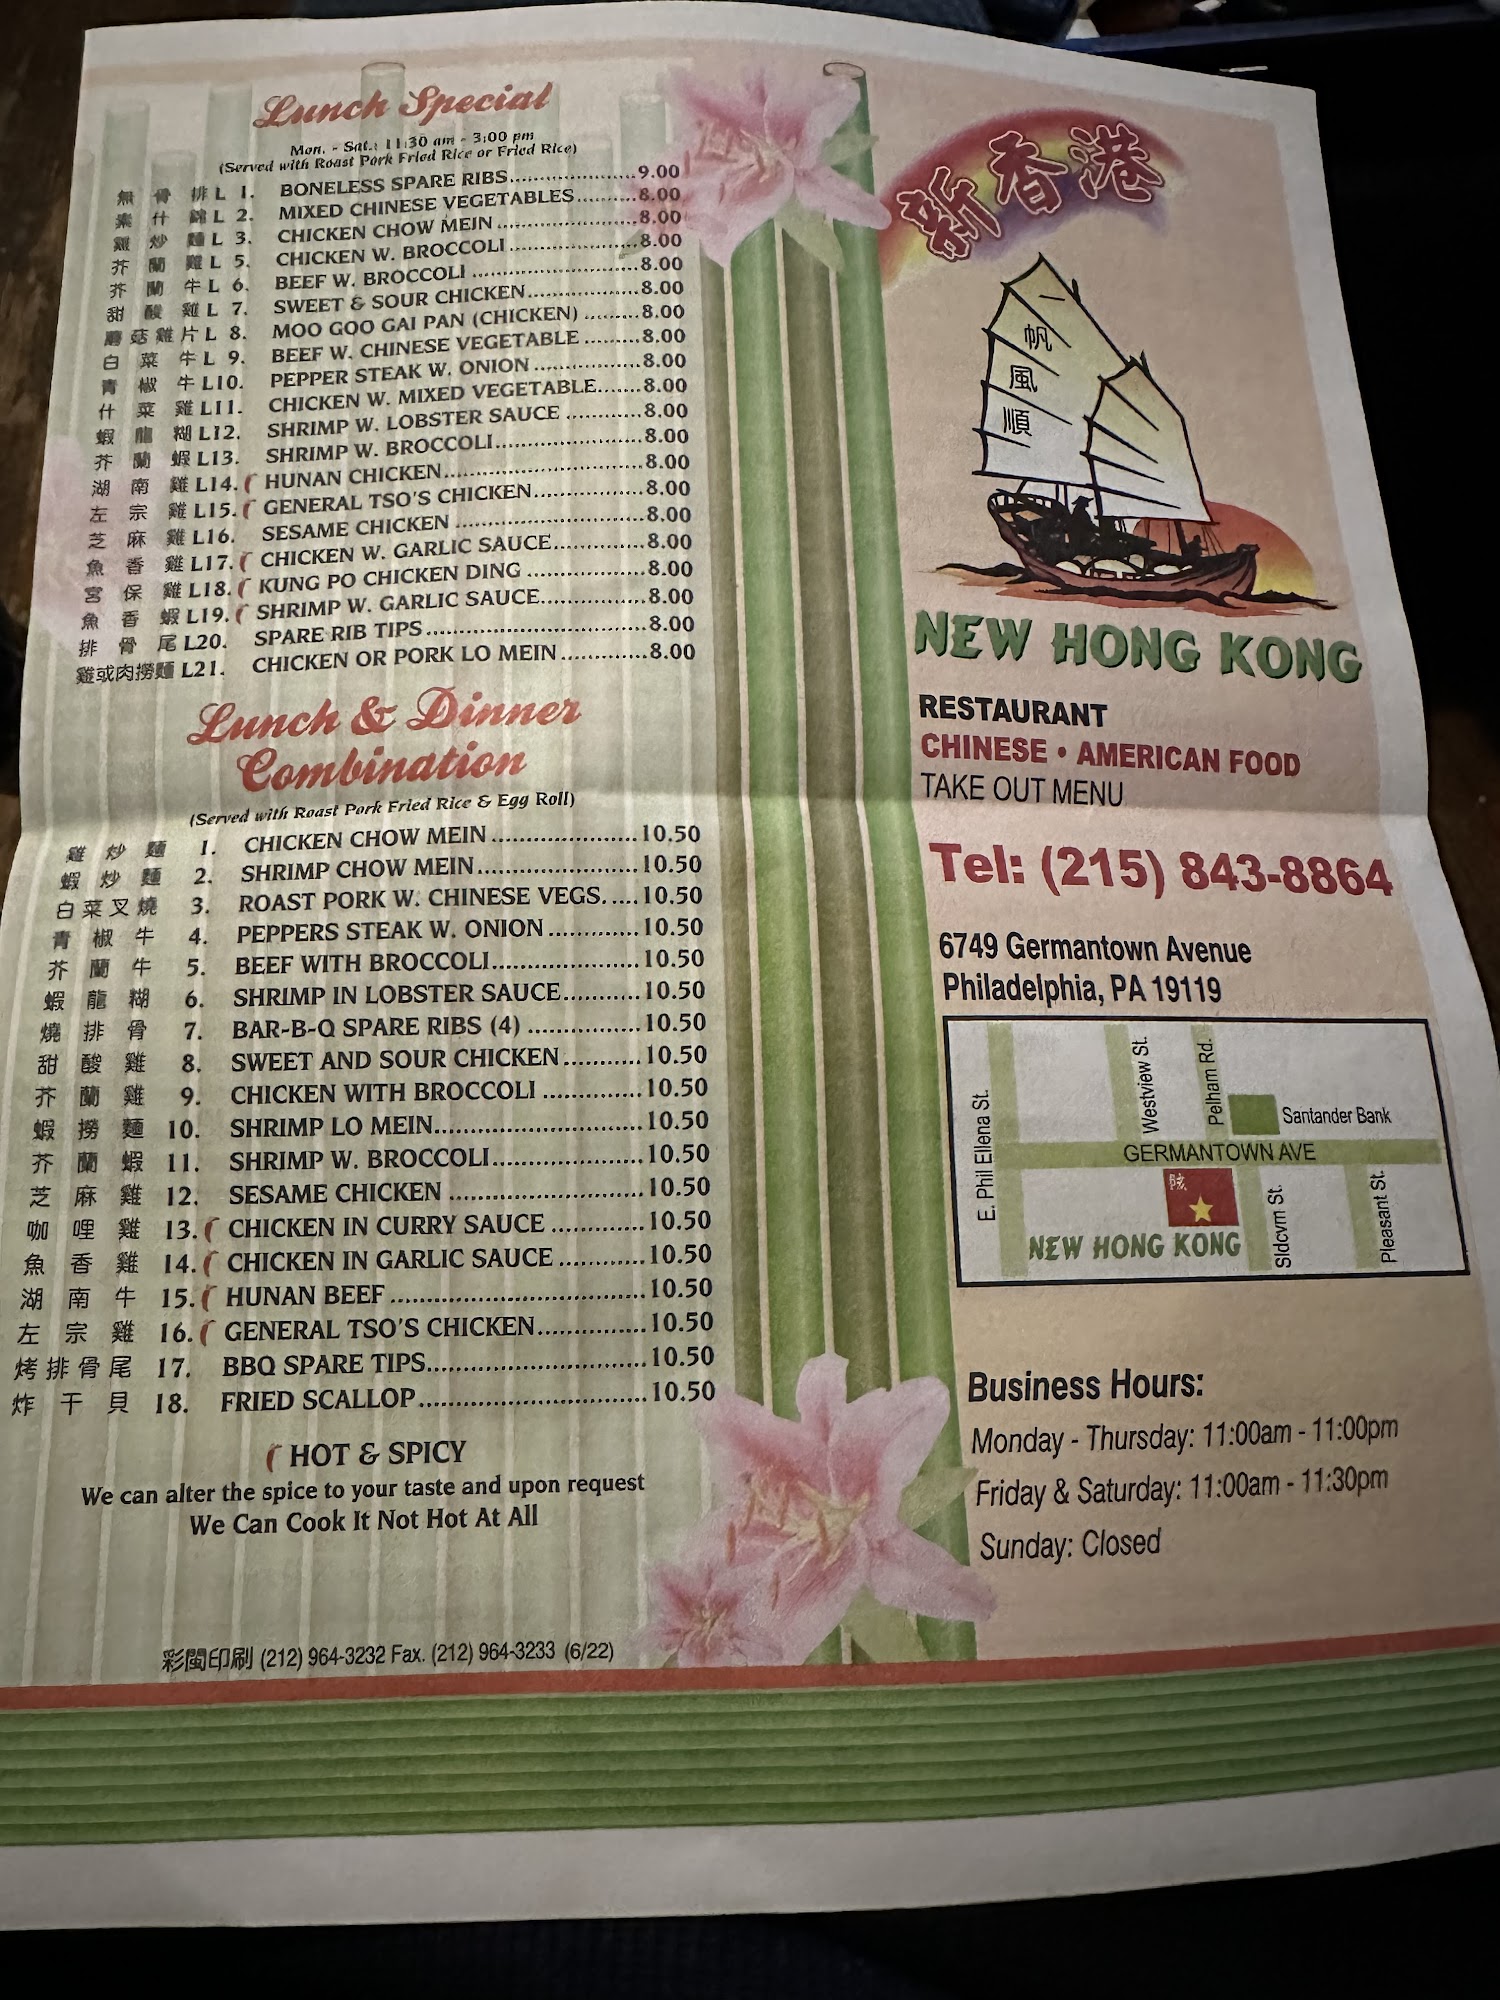 Lunch Special
Mon. - Sat.: 11:30 am - 3:00 pm
(Served with Roast Pork Fried Rice or Fried Rice)
無骨排 L 1. BONELESS SPARE RIBS 9.00
素什錦 L 2. MIXED CHINESE VEGETABLES 8.00
雞炒麵 L 3. CHICKEN CHOW MEIN 8.00
芥蘭雞 L 5. CHICKEN W. BROCCOLI 8.00
芥蘭牛 L 6. BEEF W. BROCCOLI 8.00
甜酸雞 L 7. SWEET & SOUR CHICKEN 8.00
蘑菇雞片 L 8. MOO GOO GAI PAN (CHICKEN) 8.00
白菜牛 L 9. BEEF W. CHINESE VEGETABLE 8.00
青椒牛 L10. PEPPER STEAK W. ONION 8.00
什菜雞 L11. CHICKEN W. MIXED VEGETABLE 8.00
蝦龍糊 L12. SHRIMP W. LOBSTER SAUCE 8.00
芥蘭蝦 L13. SHRIMP W. BROCCOLI 8.00
湖南雞 L14. HUNAN CHICKEN 8.00
左宗雞 L15. GENERAL TSO'S CHICKEN 8.00
芝麻雞 L16. SESAME CHICKEN 8.00
魚香雞 L17. CHICKEN W. GARLIC SAUCE 8.00
宮保雞 L18. KUNG PO CHICKEN DING 8.00
魚香蝦 L19. SHRIMP W. GARLIC SAUCE 8.00
排骨尾 L20. SPARE RIB TIPS 8.00
雞或肉撈麵 L21. CHICKEN OR PORK LO MEIN 8.00
Lunch & Dinner
Combination
(Served with Roast Pork Fried Rice & Egg Roll)
雞炒麵 1. CHICKEN CHOW MEIN 10.50
蝦炒麵 2. SHRIMP CHOW MEIN 10.50
白菜叉燒 3. ROAST PORK W. CHINESE VEGS. 10.50
青椒牛 4. PEPPERS STEAK W. ONION 10.50
芥蘭牛 5. BEEF WITH BROCCOLI 10.50
蝦龍糊 6. SHRIMP IN LOBSTER SAUCE 10.50
燒排骨 7. BAR-B-Q SPARE RIBS (4) 10.50
甜酸雞 8. SWEET AND SOUR CHICKEN 10.50
芥蘭雞 9. CHICKEN WITH BROCCOLI 10.50
蝦撈麵 10. SHRIMP LO MEIN 10.50
芥蘭蝦 11. SHRIMP W. BROCCOLI 10.50
芝麻雞 12. SESAME CHICKEN 10.50
咖哩雞 13. CHICKEN IN CURRY SAUCE 10.50
魚香雞 14. CHICKEN IN GARLIC SAUCE 10.50
湖南牛 15. HUNAN BEEF 10.50
左宗雞 16. GENERAL TSO'S CHICKEN 10.50
烤排骨尾 17. BBQ SPARE TIPS 10.50
炸干貝 18. FRIED SCALLOP 10.50
HOT & SPICY
We can alter the spice to your taste and upon request
We Can Cook It Not Hot At All
彩閩印刷 (212) 964-3232 Fax. (212) 964-3233 (6/22)
新香港
一帆風順
NEW HONG KONG
RESTAURANT
CHINESE • AMERICAN FOOD
TAKE OUT MENU
Tel: (215) 843-8864
6749 Germantown Avenue
Philadelphia, PA 19119
E. Phil Ellena St.
Westview St.
Pelham Rd.
Santander Bank
GERMANTOWN AVE
NEW HONG KONG
Sldcvm St.
Pleasant St.
Business Hours:
Monday - Thursday: 11:00am - 11:00pm
Friday & Saturday: 11:00am - 11:30pm
Sunday: Closed